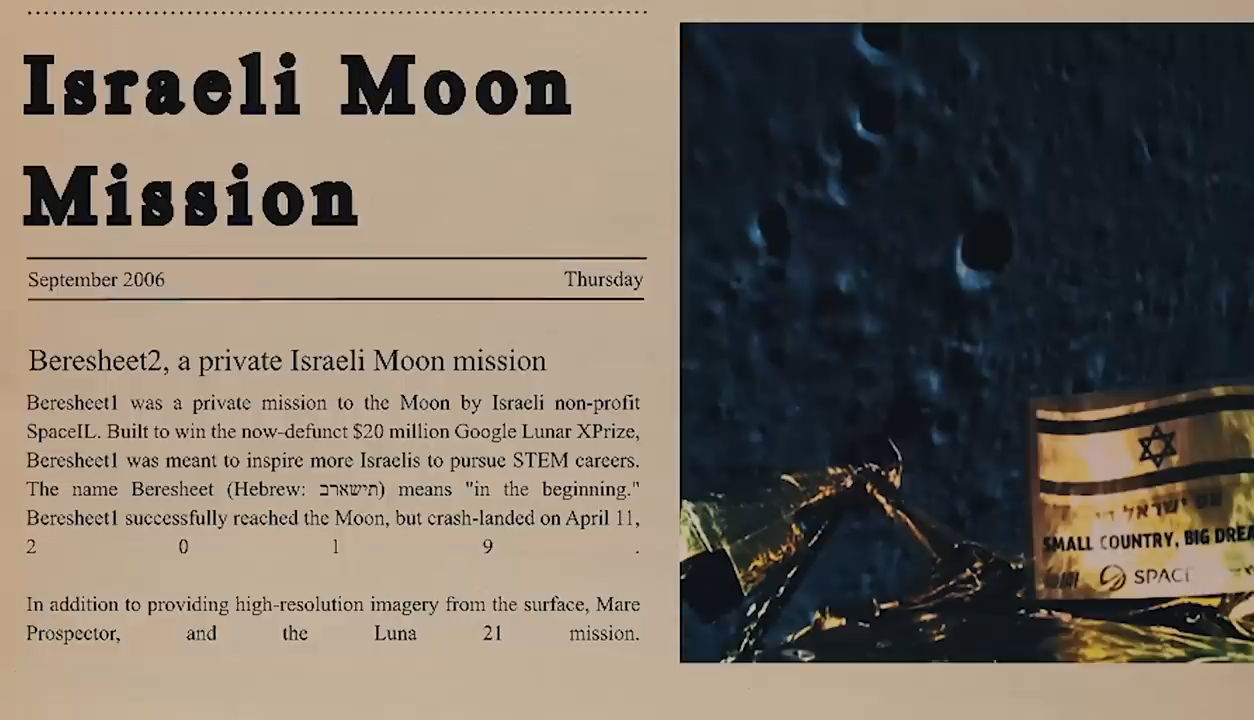 Israeli Moon
Mission
September 2006 Thursday
Beresheet2, a private Israeli Moon mission
Beresheet1 was a private mission to the Moon by Israeli non-profit
SpaceIL. Built to win the now-defunct $20 million Google Lunar XPrize,
Beresheet1 was meant to inspire more Israelis to pursue STEM careers.
The name Beresheet (Hebrew: תישארב) means "in the beginning."
Beresheet1 successfully reached the Moon, but crash-landed on April 11,
2 0 1 9 .
In addition to providing high-resolution imagery from the surface, Mare
Prospector, and the Luna 21 mission.
עם ישראל חי
SMALL COUNTRY, BIG DREA
SPACE